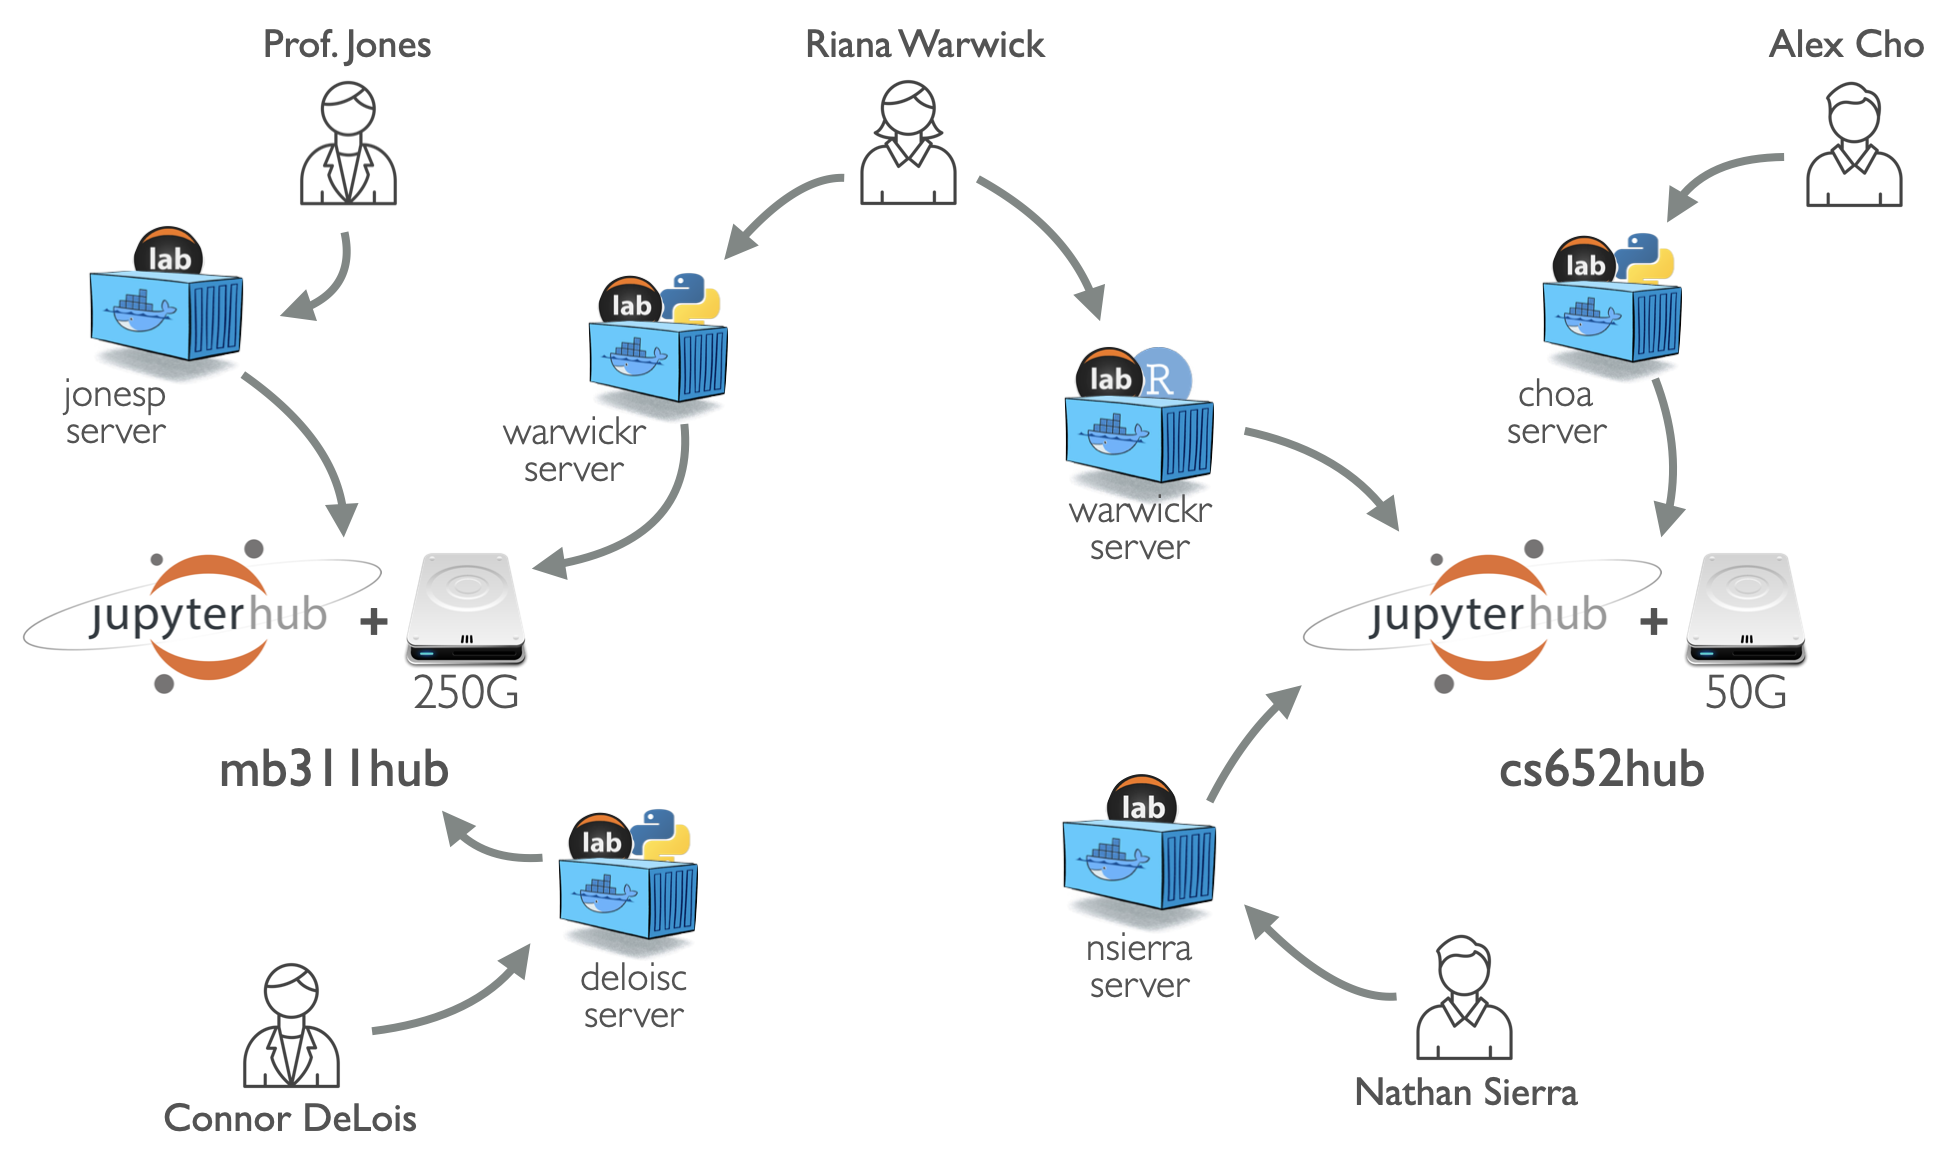 Prof. Jones
Riana Warwick
Alex Cho
lab
jonesp
server
lab
warwickr
server
lab R
warwickr
server
lab
choa
server
jupyterhub
+
250G
mb311hub
jupyterhub
+
50G
cs652hub
lab
deloisc
server
Connor DeLois
lab
nsierra
server
Nathan Sierra